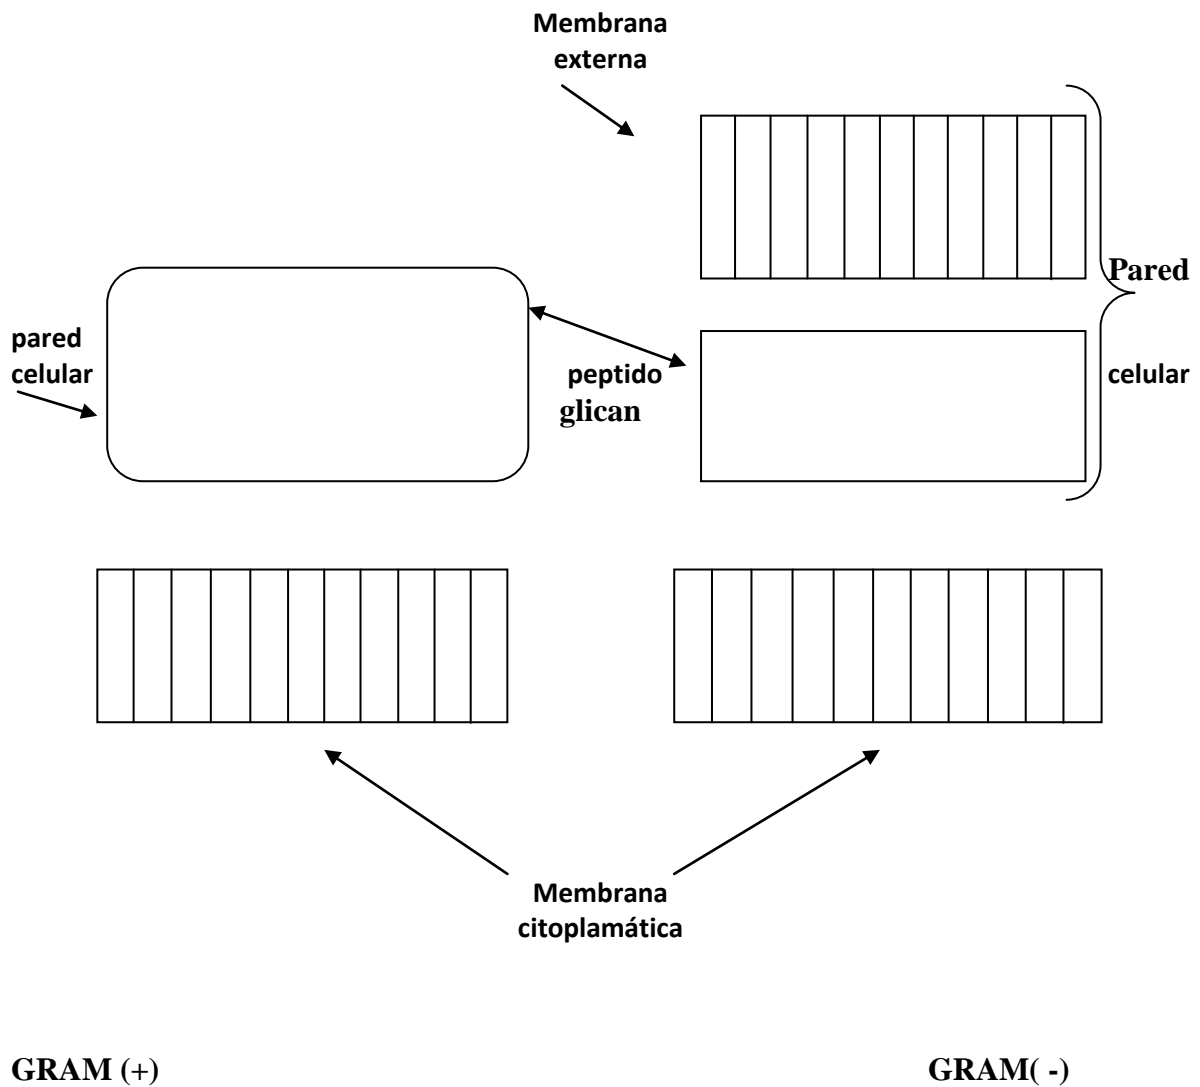 Membrana
externa
Pared
pared
celular
peptido
glican
celular
Membrana
citoplamática
GRAM (+)
GRAM( -)